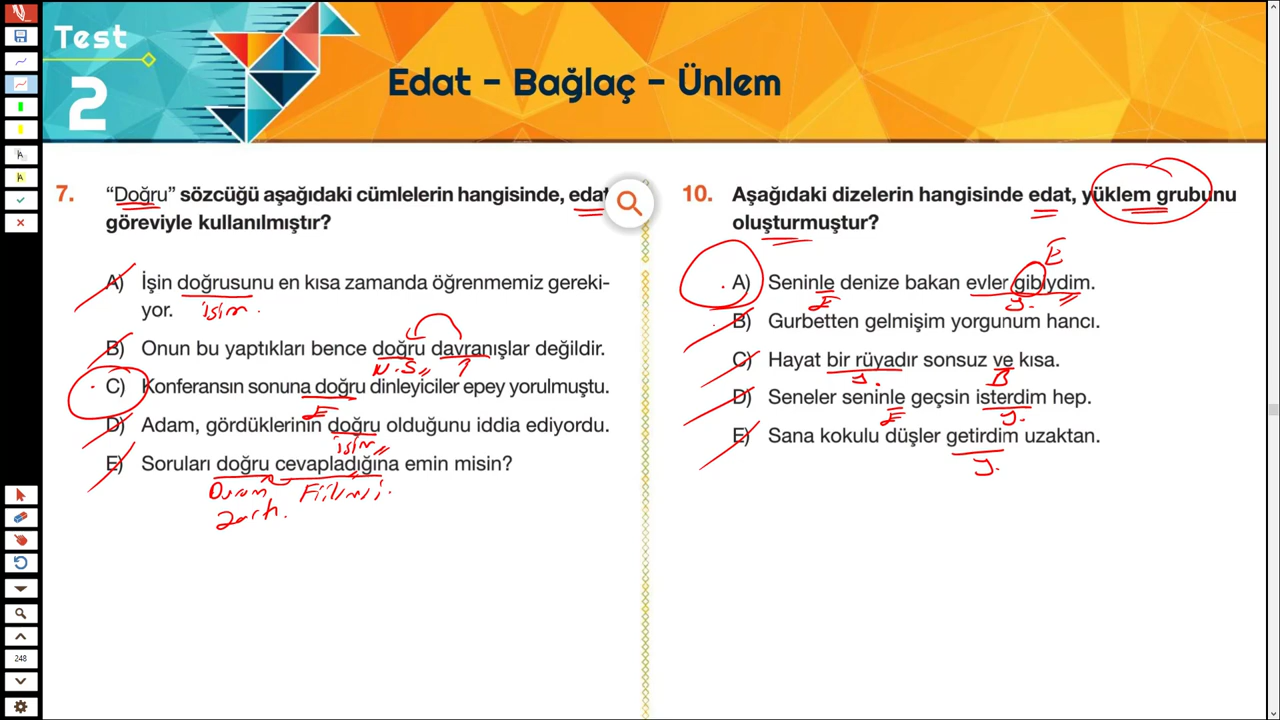 Test
2
Edat - Bağlaç - Ünlem
7. "Doğru" sözcüğü aşağıdaki cümlelerin hangisinde, edat
göreviyle kullanılmıştır?
A) İşin doğrusunu en kısa zamanda öğrenmemiz gereki-
yor.
isim.
B) Onun bu yaptıkları bence doğru davranışlar değildir.
N.S
C) Konferansın sonuna doğru dinleyiciler epey yorulmuştu.
E
D) Adam, gördüklerinin doğru olduğunu iddia ediyordu.
isim
E) Soruları doğru cevapladığına emin misin?
Durum Fiilimsi.
Zarfı.
10. Aşağıdaki dizelerin hangisinde edat, yüklem grubunu
oluşturmuştur?
E
A) Seninle denize bakan evler gibiydim.
E y.
B) Gurbetten gelmişim yorgunum hancı.
C) Hayat bir rüyadır sonsuz ve kısa.
y. B
D) Seneler seninle geçsin isterdim hep.
E y.
E) Sana kokulu düşler getirdim uzaktan.
y.
248